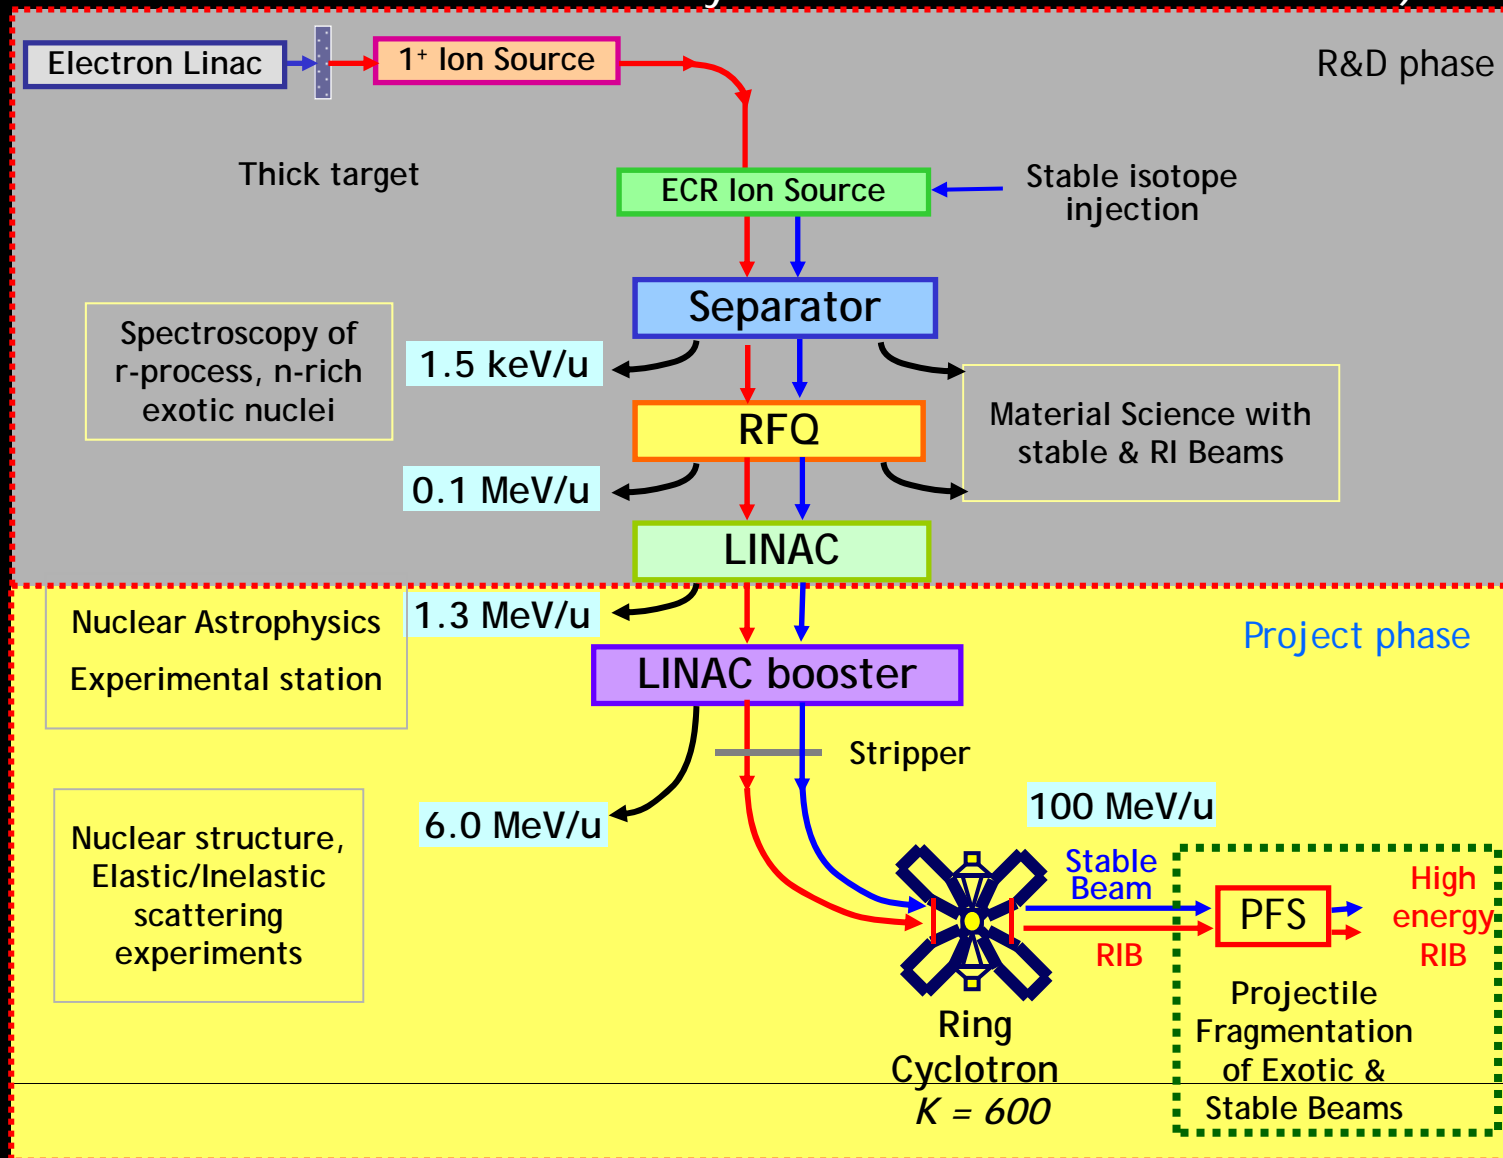 Electron Linac
1+ Ion Source
R&D phase
Thick target
ECR Ion Source
Stable isotope
injection
Separator
Spectroscopy of
r-process, n-rich
exotic nuclei
1.5 keV/u
RFQ
Material Science with
stable & RI Beams
0.1 MeV/u
LINAC
Nuclear Astrophysics
Experimental station
1.3 MeV/u
Project phase
LINAC booster
Stripper
6.0 MeV/u
100 MeV/u
Nuclear structure,
Elastic/Inelastic
scattering
experiments
Stable
Beam
RIB
PFS
High
energy
RIB
Ring
Cyclotron
K = 600
Projectile
Fragmentation
of Exotic &
Stable Beams